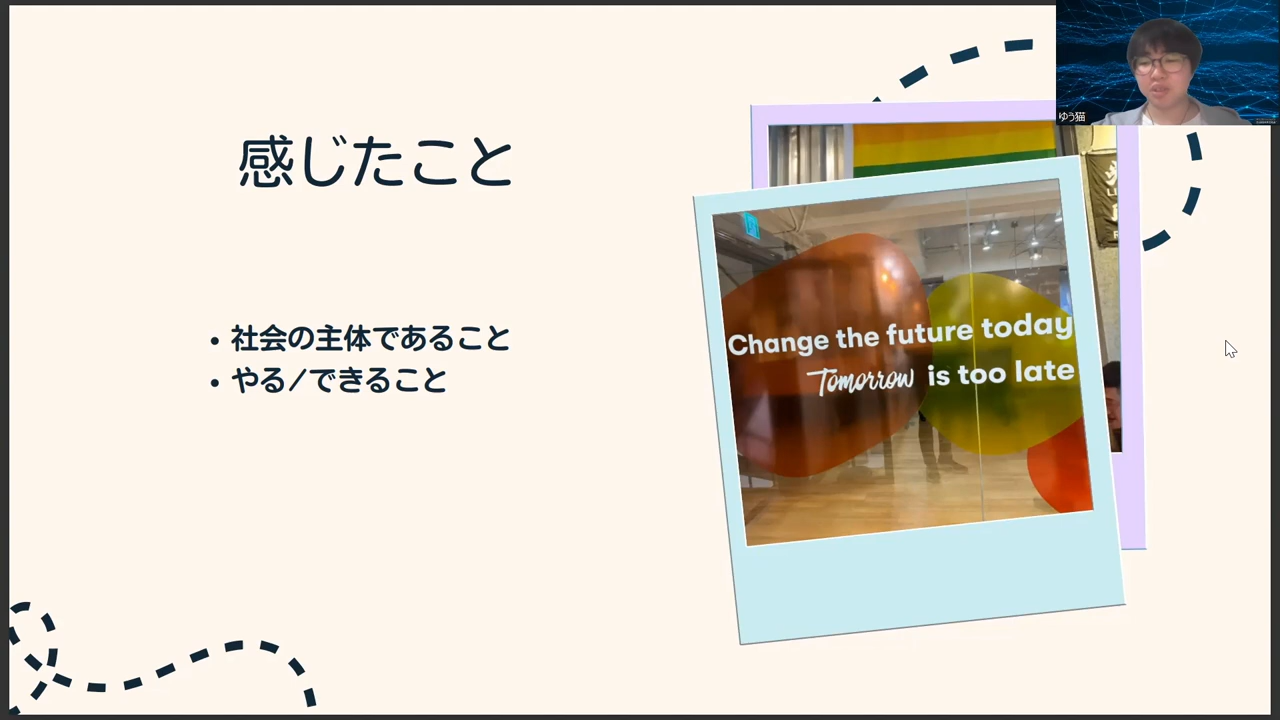 感じたこと
・社会の主体であること
・やる/できること
Change the future today
Tomorrow is too late
ゆう猫